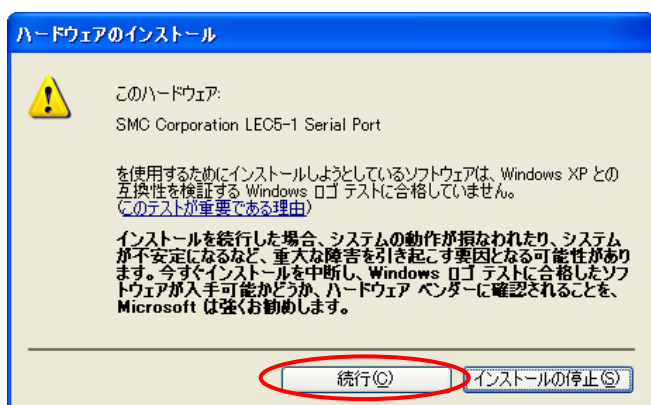 ハードウェアのインストール
このハードウェア:
SMC Corporation LEC5-1 Serial Port
を使用するためにインストールしようとしているソフトウェアは、Windows XP との
互換性を検証する Windows ロゴ テストに合格していません。
(このテストが重要である理由)
インストールを続行した場合、システムの動作が損なわれたり、システム
が不安定になるなど、重大な障害を引き起こす要因となる可能性があり
ます。今すぐインストールを中断し、Windows ロゴ テストに合格したソフ
トウェアが入手可能かどうか、ハードウェア ベンダーに確認されることを、
Microsoft は強くお勧めします。
続行(C) インストールの停止(S)